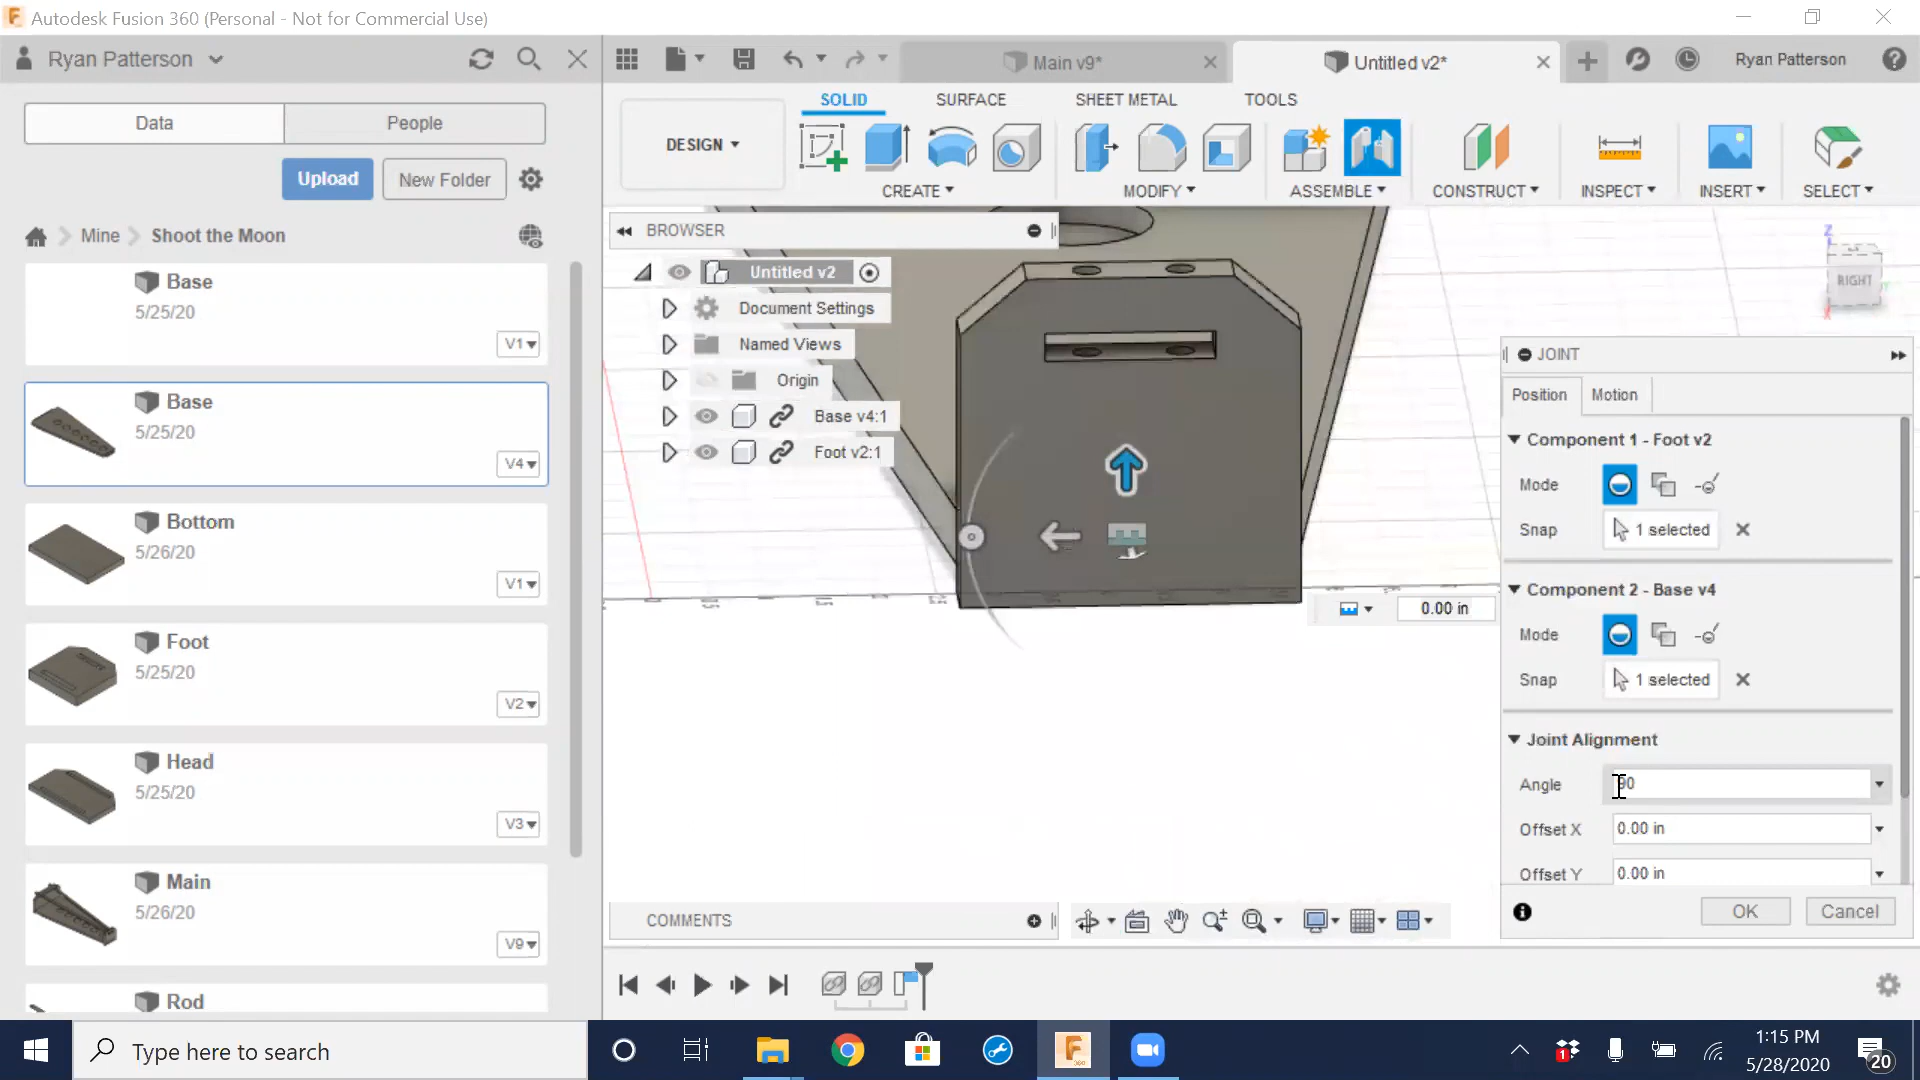 Autodesk Fusion 360 (Personal - Not for Commercial Use)
Ryan Patterson
Main v9*
Untitled v2*
Ryan Patterson
Data
People
SOLID
SURFACE
SHEET METAL
TOOLS
DESIGN
Upload
New Folder
CREATE
MODIFY
ASSEMBLE
CONSTRUCT
INSPECT
INSERT
SELECT
Mine
Shoot the Moon
BROWSER
Untitled v2
Document Settings
Named Views
Origin
Base v4:1
Foot v2:1
Z
RIGHT
Base
5/25/20
V1
Base
5/25/20
V4
Bottom
5/26/20
V1
Foot
5/25/20
V2
Head
5/25/20
V3
Main
5/26/20
V9
Rod
0.00 in
JOINT
Position
Motion
Component 1 - Foot v2
Mode
Snap
1 selected
Component 2 - Base v4
Mode
Snap
1 selected
Joint Alignment
Angle
90
Offset X
0.00 in
Offset Y
0.00 in
OK
Cancel
COMMENTS
Type here to search
1:15 PM
5/28/2020
20
1